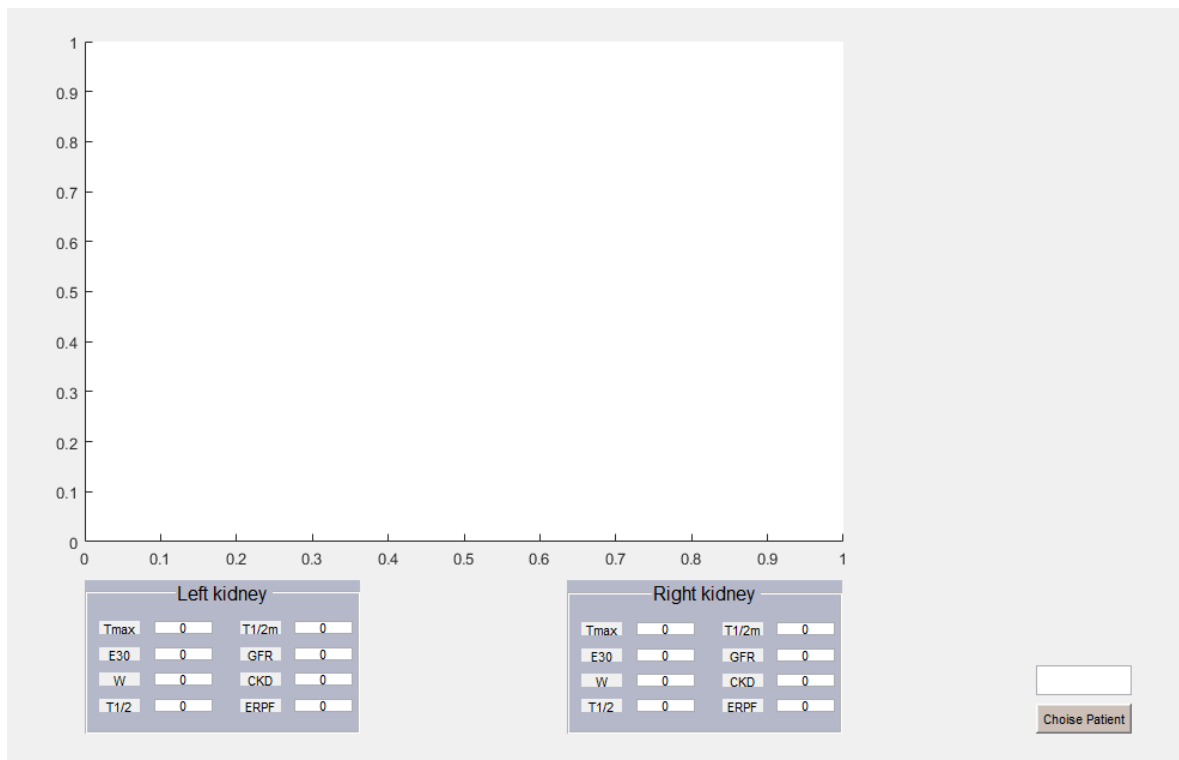 1
0.9
0.8
0.7
0.6
0.5
0.4
0.3
0.2
0.1
0
0 0.1 0.2 0.3 0.4 0.5 0.6 0.7 0.8 0.9 1
Left kidney
Tmax 0 T1/2m 0
E30 0 GFR 0
W 0 CKD 0
T1/2 0 ERPF 0
Right kidney
Tmax 0 T1/2m 0
E30 0 GFR 0
W 0 CKD 0
T1/2 0 ERPF 0
Choise Patient